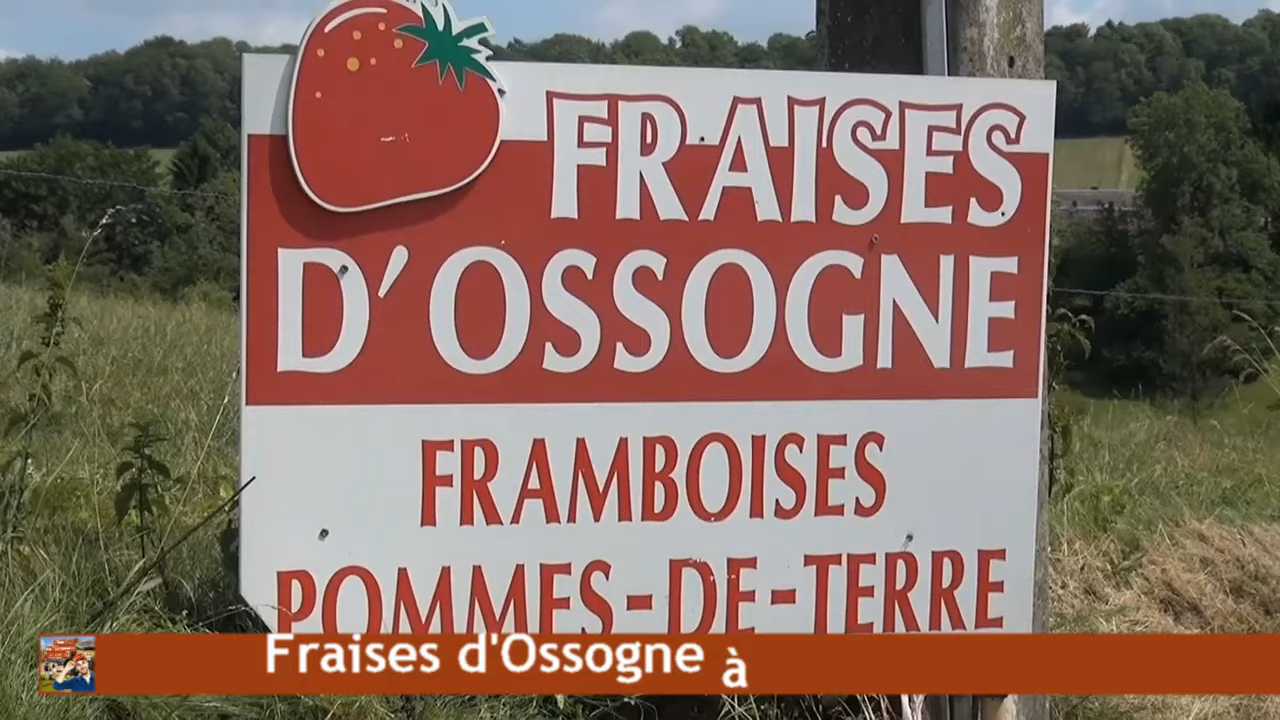 FRAISES
D'OSSOGNE
FRAMBOISES
POMMES-DE-TERRE
Fraises d'Ossogne à